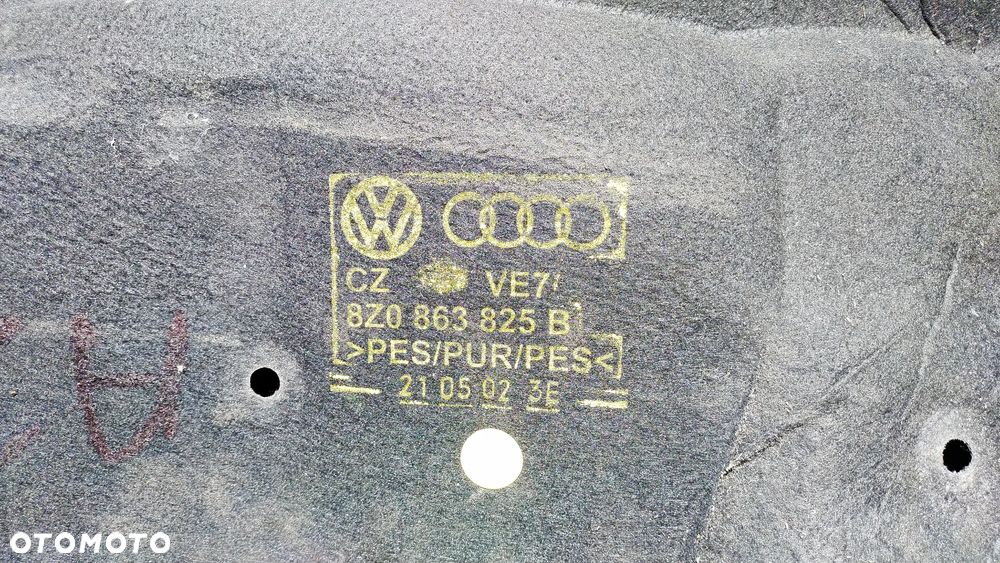 CZ VE7
8Z0 863 825 B
>PES/PUR/PES<
21 05 02 3E
OTOMOTO